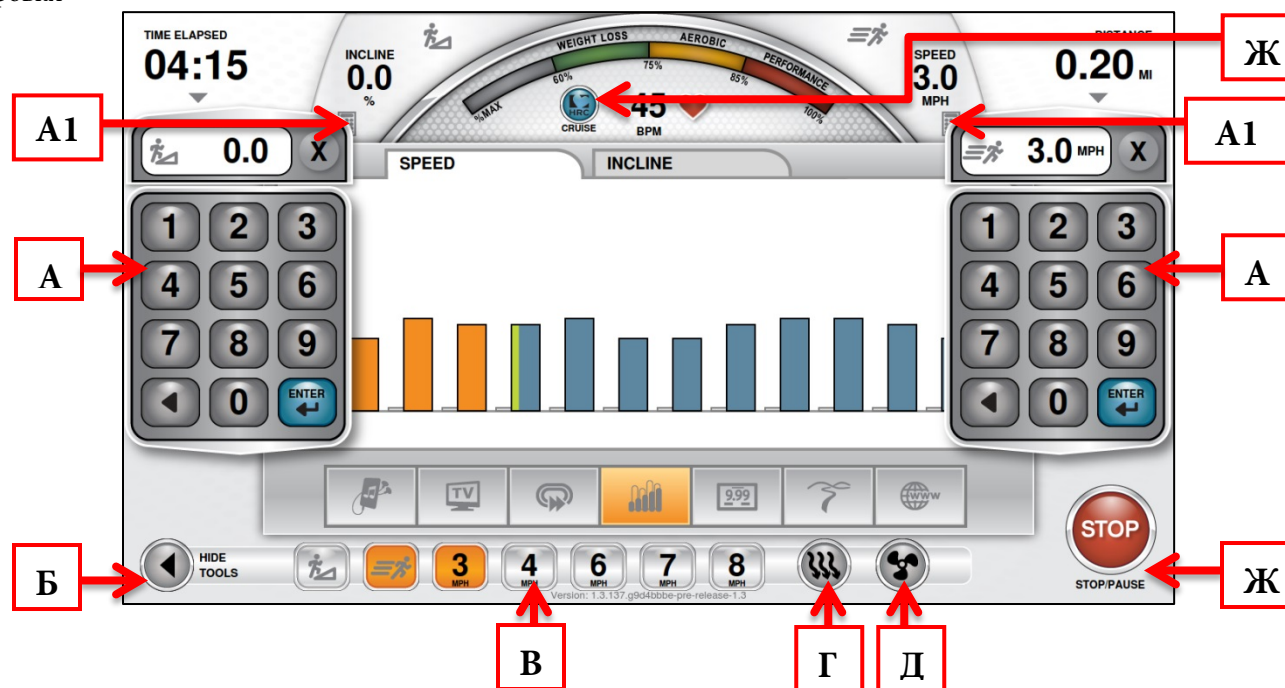 TIME ELAPSED
04:15
INCLINE
0.0
%
WEIGHT LOSS
AEROBIC
PERFORMANCE
%MAX
60%
75%
85%
100%
HRC
CRUISE
45
BPM
SPEED
3.0
MPH
DISTANCE
0.20 MI
Ж
А1
А1
0.0 X
3.0 MPH X
SPEED
INCLINE
1 2 3
4 5 6
7 8 9
0 ENTER
1 2 3
4 5 6
7 8 9
0 ENTER
А
А
TV
9.99
www
HIDE
TOOLS
3 MPH
4 MPH
6 MPH
7 MPH
8 MPH
STOP
STOP/PAUSE
Version: 1.3.137.g9d4bbbe-pre-release-1.3
Б
В
Г
Д
Ж